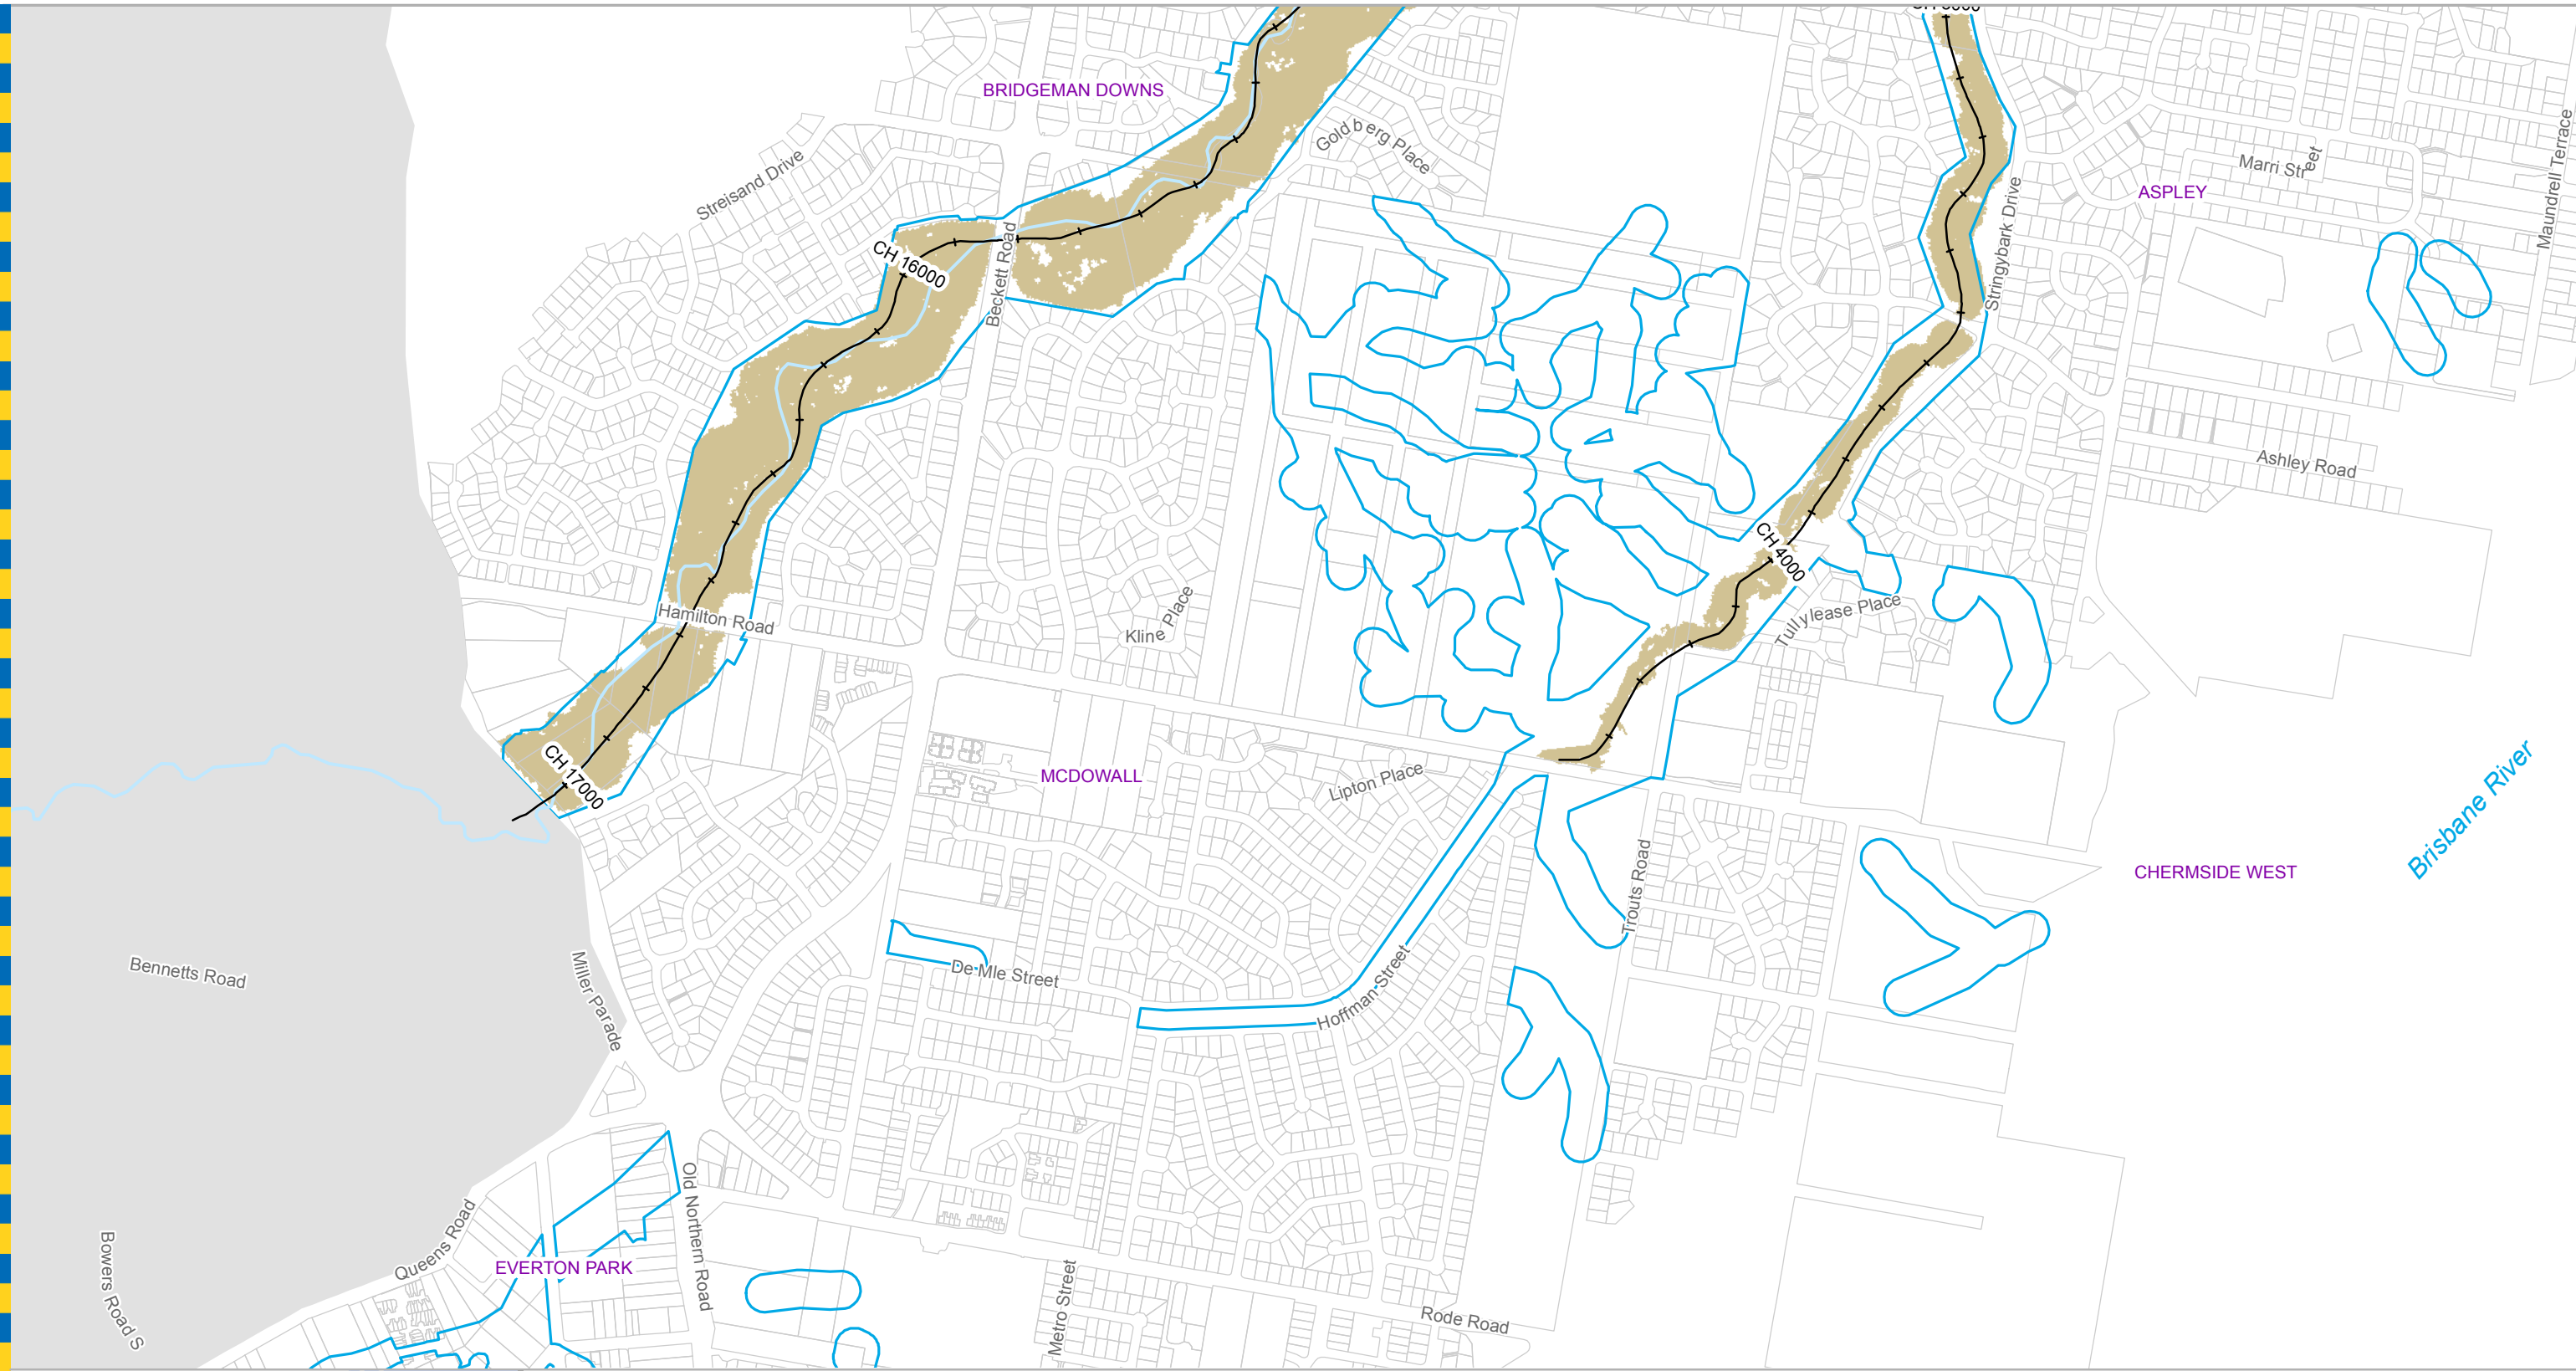 CH 5000
BRIDGEMAN DOWNS
Goldberg Place
Streisand Drive
Marri Street
Maundrell Terrace
ASPLEY
Stringybark Drive
CH 16000
Beckett Road
Ashley Road
CH 4000
Hamilton Road
Kline Place
Tullylease Place
CH 17000
MCDOWALL
Lipton Place
Brisbane River
CHERMSIDE WEST
Trouts Road
Bennetts Road
De Mle Street
Miller Parade
Hoffman Street
Old Northern Road
Queens Road
EVERTON PARK
Bowers Road S
Metro Street
Rode Road